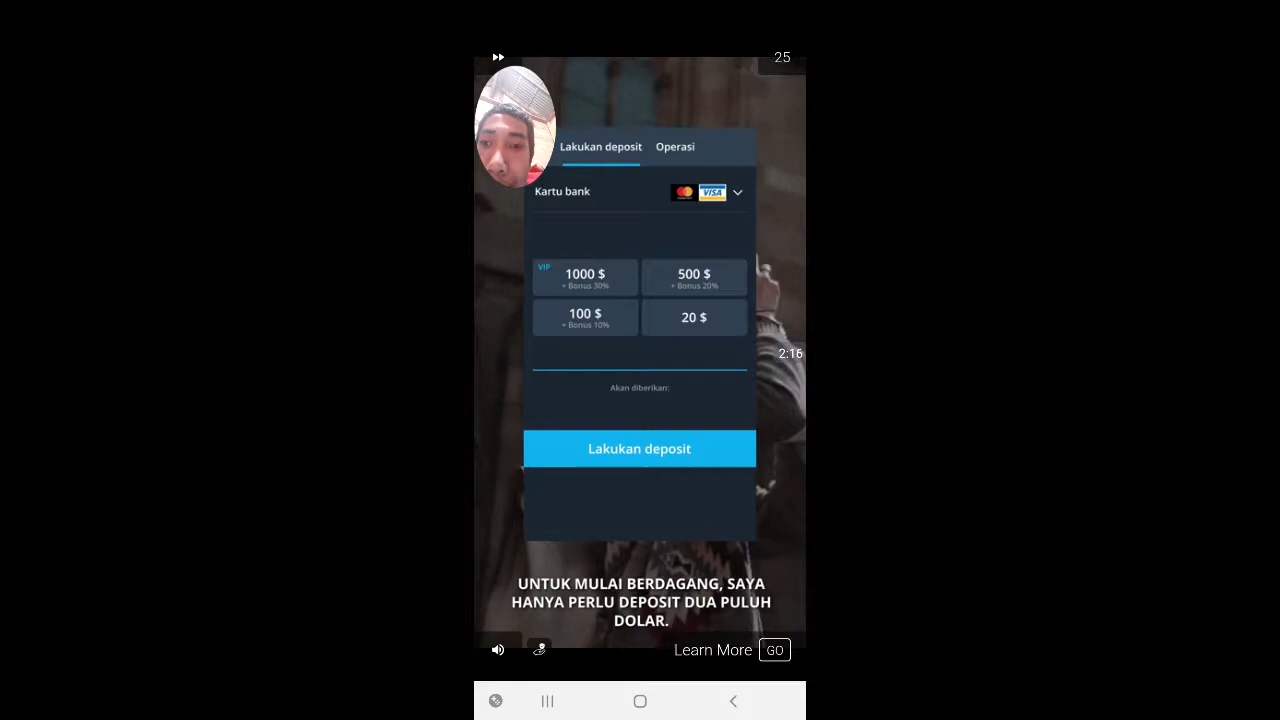 25
Lakukan deposit Operasi
Kartu bank VISA
VIP
1000 $
+ Bonus 30%
500 $
+ Bonus 20%
100 $
+ Bonus 10%
20 $
2:16
Akan diberikan:
Lakukan deposit
UNTUK MULAI BERDAGANG, SAYA
HANYA PERLU DEPOSIT DUA PULUH
DOLAR.
Learn More GO